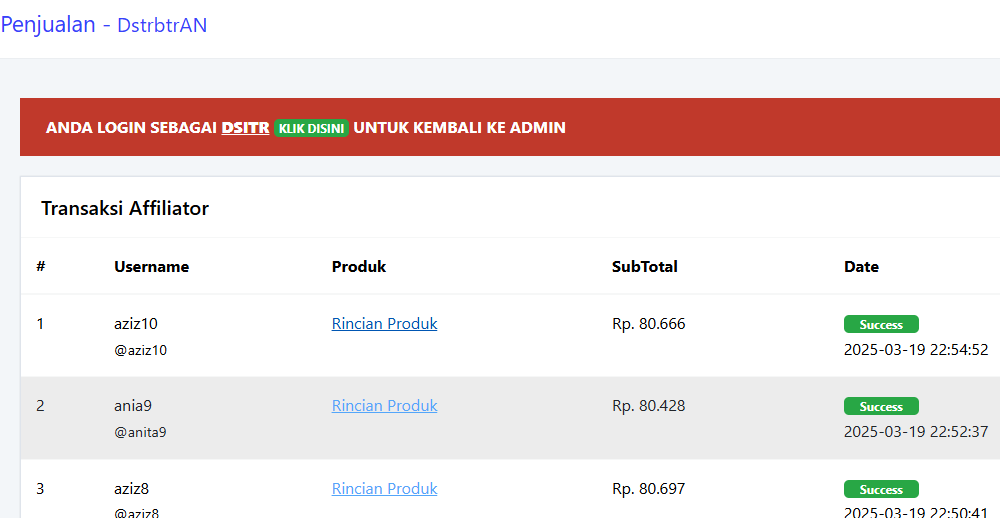 Penjualan - DstrbtrAN
ANDA LOGIN SEBAGAI DSITR KLIK DISINI UNTUK KEMBALI KE ADMIN
Transaksi Affiliator
# Username Produk SubTotal Date
1 aziz10 Rincian Produk Rp. 80.666 Success
@aziz10 2025-03-19 22:54:52
2 ania9 Rincian Produk Rp. 80.428 Success
@anita9 2025-03-19 22:52:37
3 aziz8 Rincian Produk Rp. 80.697 Success
@aziz8 2025-03-19 22:50:41